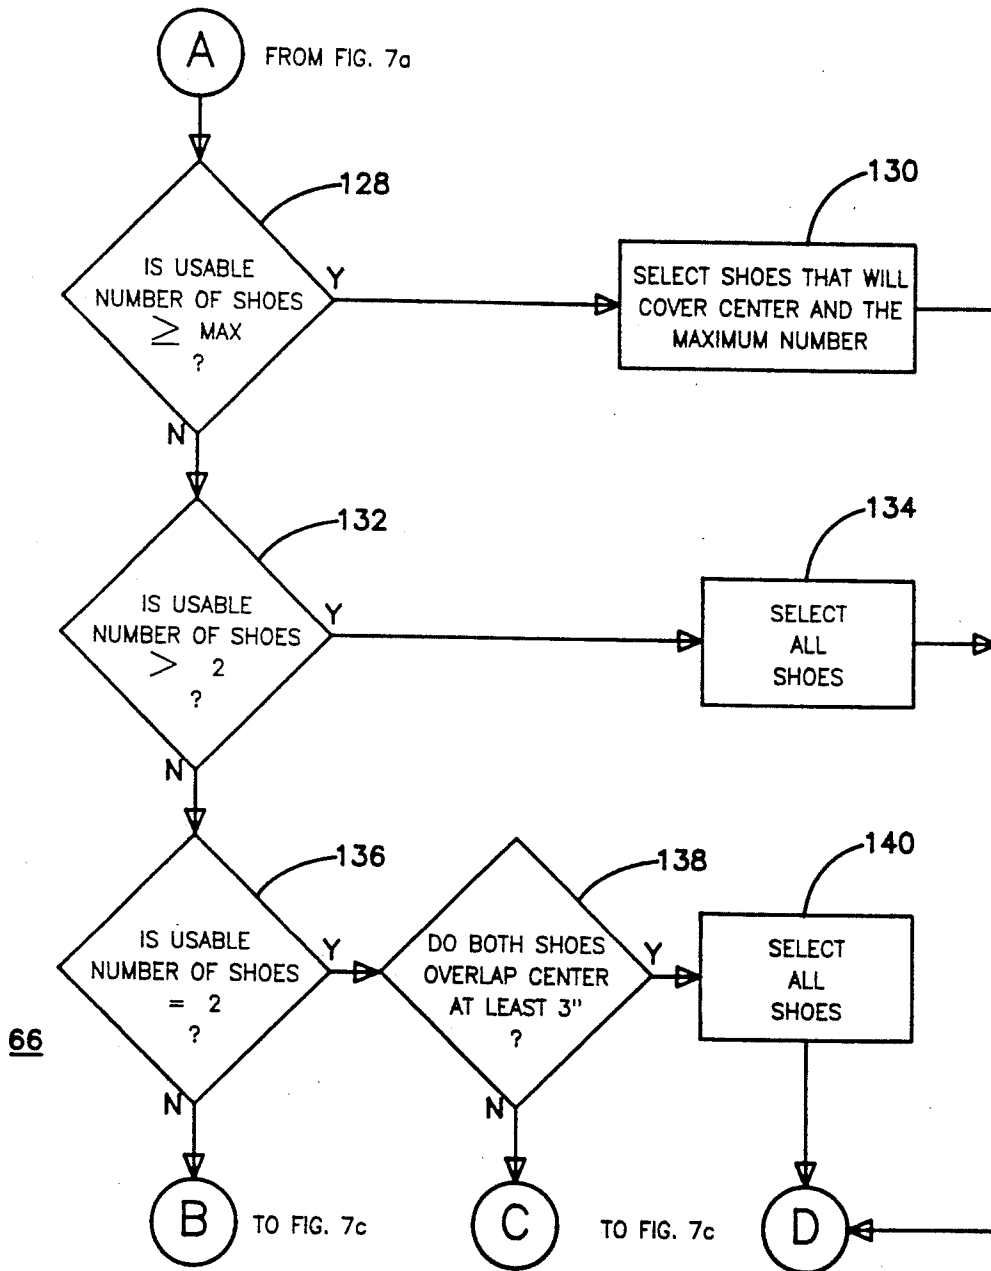 A FROM FIG. 7a
128
130
IS USABLE
NUMBER OF SHOES
≥ MAX
?
Y
N
SELECT SHOES THAT WILL
COVER CENTER AND THE
MAXIMUM NUMBER
132
134
IS USABLE
NUMBER OF SHOES
> 2
?
Y
N
SELECT
ALL
SHOES
136
138
140
IS USABLE
NUMBER OF SHOES
= 2
?
Y
N
DO BOTH SHOES
OVERLAP CENTER
AT LEAST 3"
?
Y
N
SELECT
ALL
SHOES
66
B TO FIG. 7c
C TO FIG. 7c
D